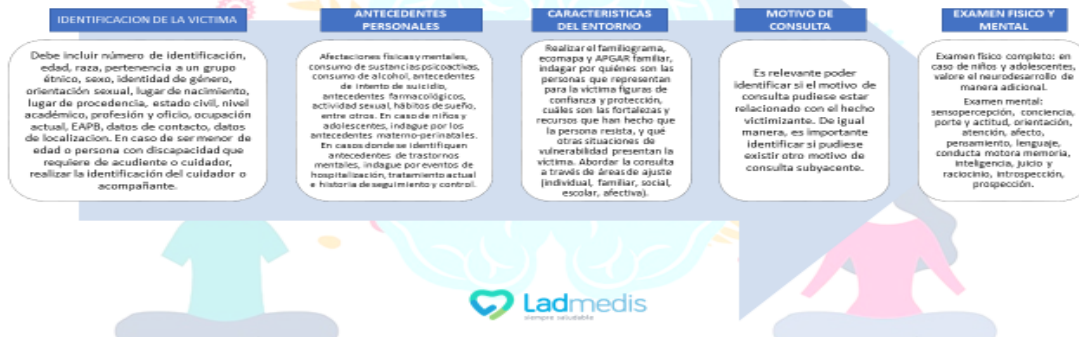 IDENTIFICACION DE LA VICTIMA
Debe incluir número de identificación,
edad, raza, pertenencia a un grupo
étnico, sexo, identidad de género,
orientación sexual, lugar de nacimiento,
lugar de procedencia, estado civil, nivel
académico, profesión y oficio, ocupación
actual, EAPB, datos de contacto, datos
de localizacion. En caso de ser menor de
edad o persona con discapacidad que
requiere de acudiente o cuidador,
realizar la identificación del cuidador o
acompañante.
ANTECEDENTES
PERSONALES
Afectaciones físicas y mentales,
consumo de sustancias psicoactivas,
consumo de alcohol, antecedentes
de intento de suicidio,
antecedentes farmacológicos,
actividad sexual, hábitos de sueño,
entre otros. En caso de niños y
adolescentes, indague por los
antecedentes materno-perinatales.
En casos donde se identifiquen
antecedentes de trastornos
mentales, indague por eventos de
hospitalización, tratamiento actual
e historia de seguimiento y control.
CARACTERISTICAS
DEL ENTORNO
Realizar el familiograma,
ecomapa y APGAR familiar,
indagar por quiénes son las
personas que representan
para la víctima figuras de
confianza y protección,
cuáles son las fortalezas y
recursos que han hecho que
la persona resista, y qué
otras situaciones de
vulnerabilidad presentan la
víctima. Abordar la consulta
a través de áreas de ajuste
(individual, familiar, social,
escolar, afectiva).
MOTIVO DE
CONSULTA
Es relevante poder
identificar si el motivo de
consulta pudiese estar
relacionado con el hecho
victimizante. De igual
manera, es importante
identificar si pudiese
existir otro motivo de
consulta subyacente.
EXAMEN FISICO Y
MENTAL
Examen físico completo: en
caso de niños y adolescentes,
valore el neurodesarrollo de
manera adicional.
Examen mental:
sensopercepción, conciencia,
porte y actitud, orientación,
atención, afecto,
pensamiento, lenguaje,
conducta motora memoria,
inteligencia, juicio y
raciocinio, introspección,
prospección.
Ladmedis
siempre saludable